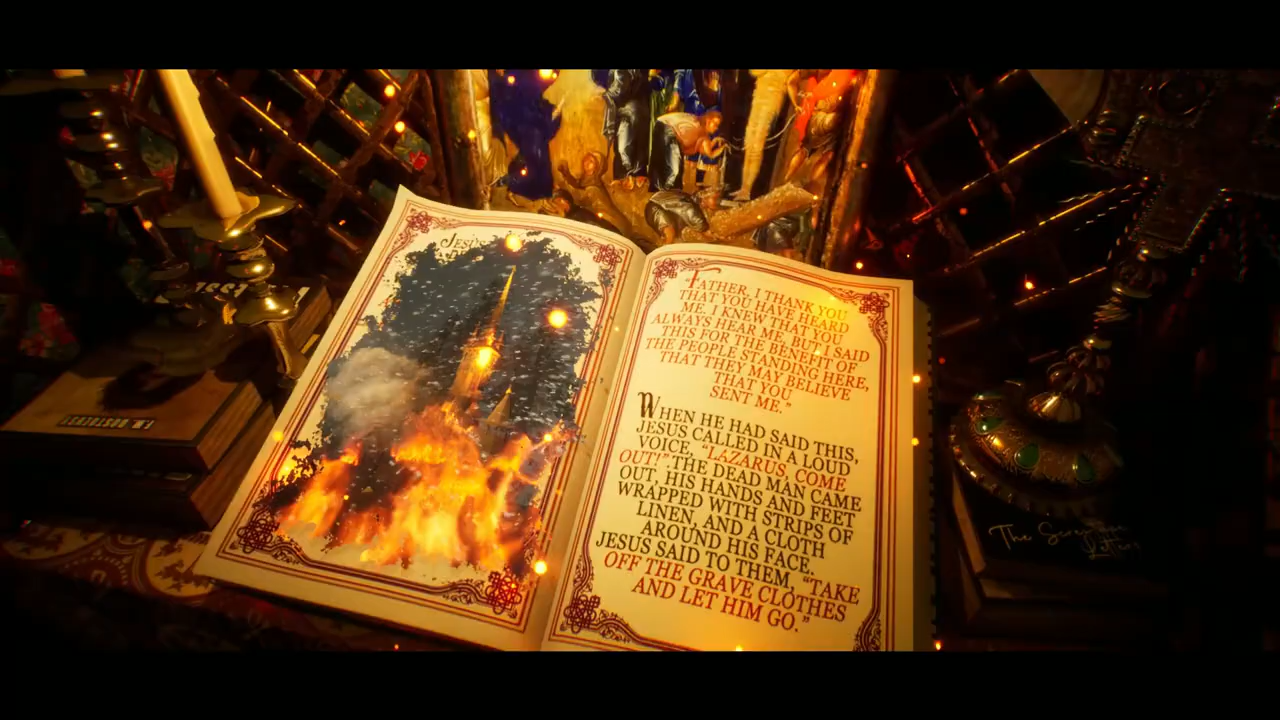 Jesus
"Father, I thank you
that you have heard
me. I knew that you
always hear me, but I said
this for the benefit of
the people standing here,
that they may believe
that you
sent me."
When he had said this,
Jesus called in a loud
voice, "Lazarus, come
out!" The dead man came
out, his hands and feet
wrapped with strips of
linen, and a cloth
around his face.
Jesus said to them, "Take
off the grave clothes
and let him go."
The